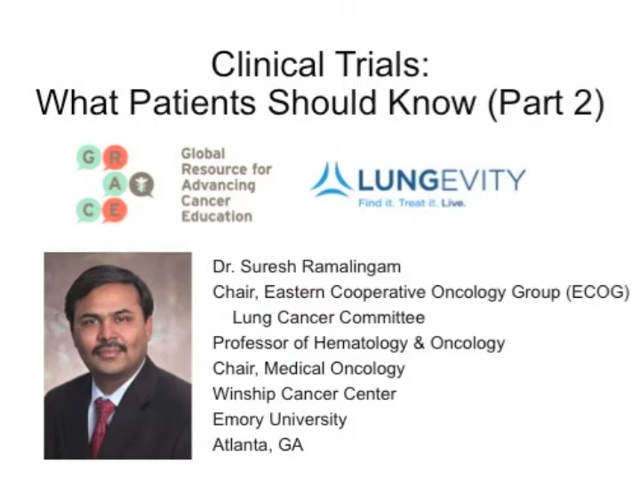 Clinical Trials:
What Patients Should Know (Part 2)
G R
A
C E
Global
Resource for
Advancing
Cancer
Education
LUNGEVITY
Find it. Treat it. Live.
Dr. Suresh Ramalingam
Chair, Eastern Cooperative Oncology Group (ECOG)
Lung Cancer Committee
Professor of Hematology & Oncology
Chair, Medical Oncology
Winship Cancer Center
Emory University
Atlanta, GA